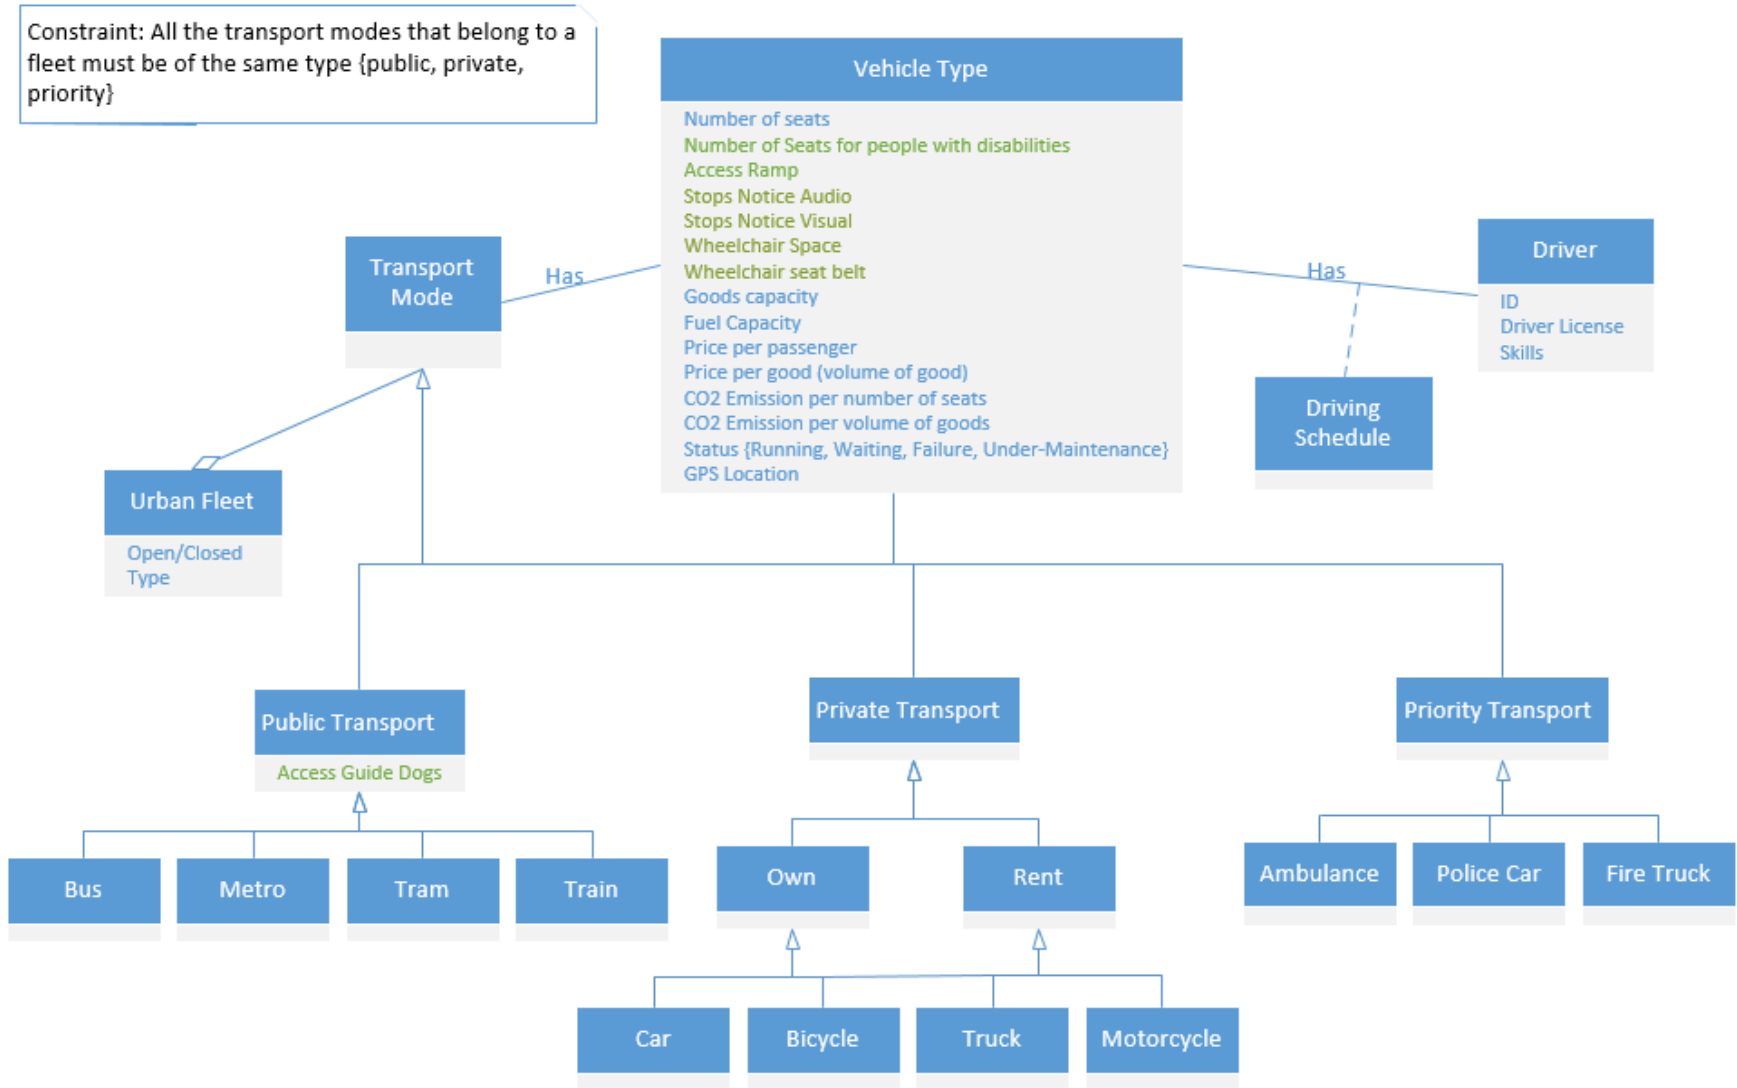 Constraint: All the transport modes that belong to a
fleet must be of the same type {public, private,
priority}
Vehicle Type
Number of seats
Number of Seats for people with disabilities
Access Ramp
Stops Notice Audio
Stops Notice Visual
Wheelchair Space
Wheelchair seat belt
Goods capacity
Fuel Capacity
Price per passenger
Price per good (volume of good)
CO2 Emission per number of seats
CO2 Emission per volume of goods
Status {Running, Waiting, Failure, Under-Maintenance}
GPS Location
Transport
Mode
Has
Has
Driver
ID
Driver License
Skills
Driving
Schedule
Urban Fleet
Open/Closed
Type
Public Transport
Access Guide Dogs
Private Transport
Priority Transport
Bus
Metro
Tram
Train
Own
Rent
Ambulance
Police Car
Fire Truck
Car
Bicycle
Truck
Motorcycle